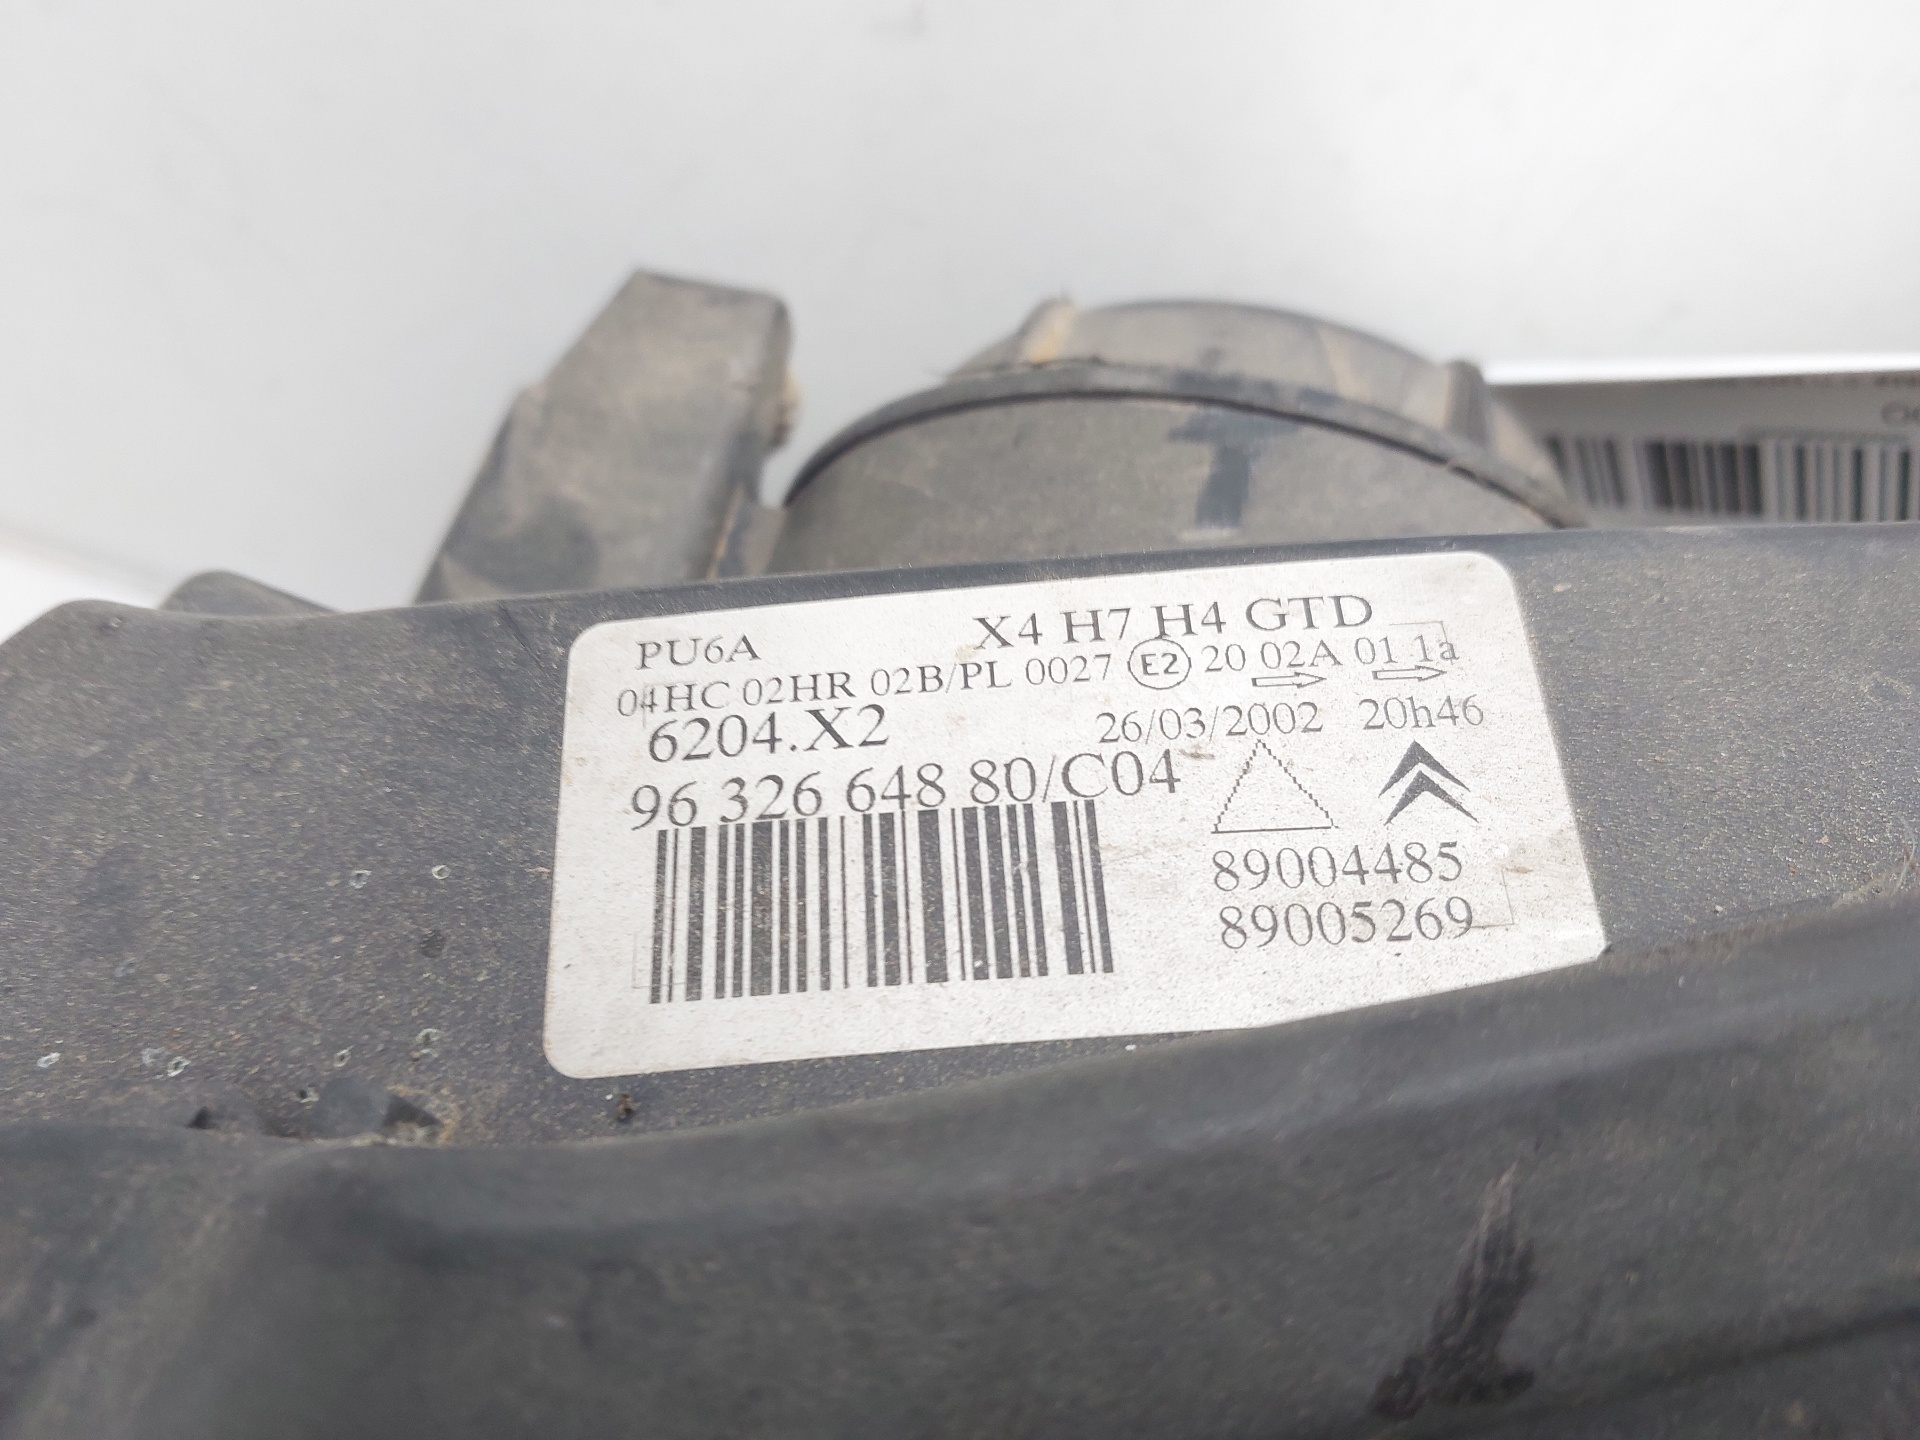 PU6A X4 H7 H4 GTD
04HC 02HR 02B/PL 0027 E2 20 02A 01 1a
6204.X2 26/03/2002 20h46
96 326 648 80/C04
89004485
89005269